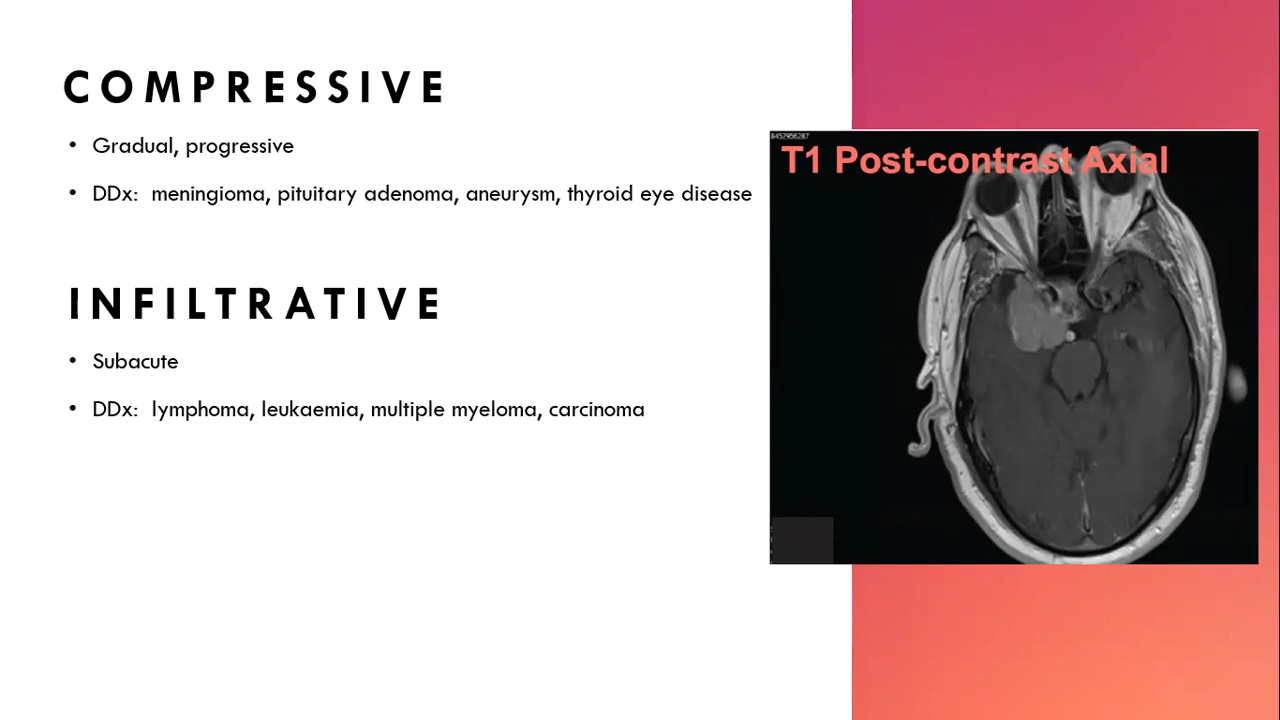 COMPRESSIVE
• Gradual, progressive
• DDx: meningioma, pituitary adenoma, aneurysm, thyroid eye disease
INFILTRATIVE
• Subacute
• DDx: lymphoma, leukaemia, multiple myeloma, carcinoma
8452956287
T1 Post-contrast Axial